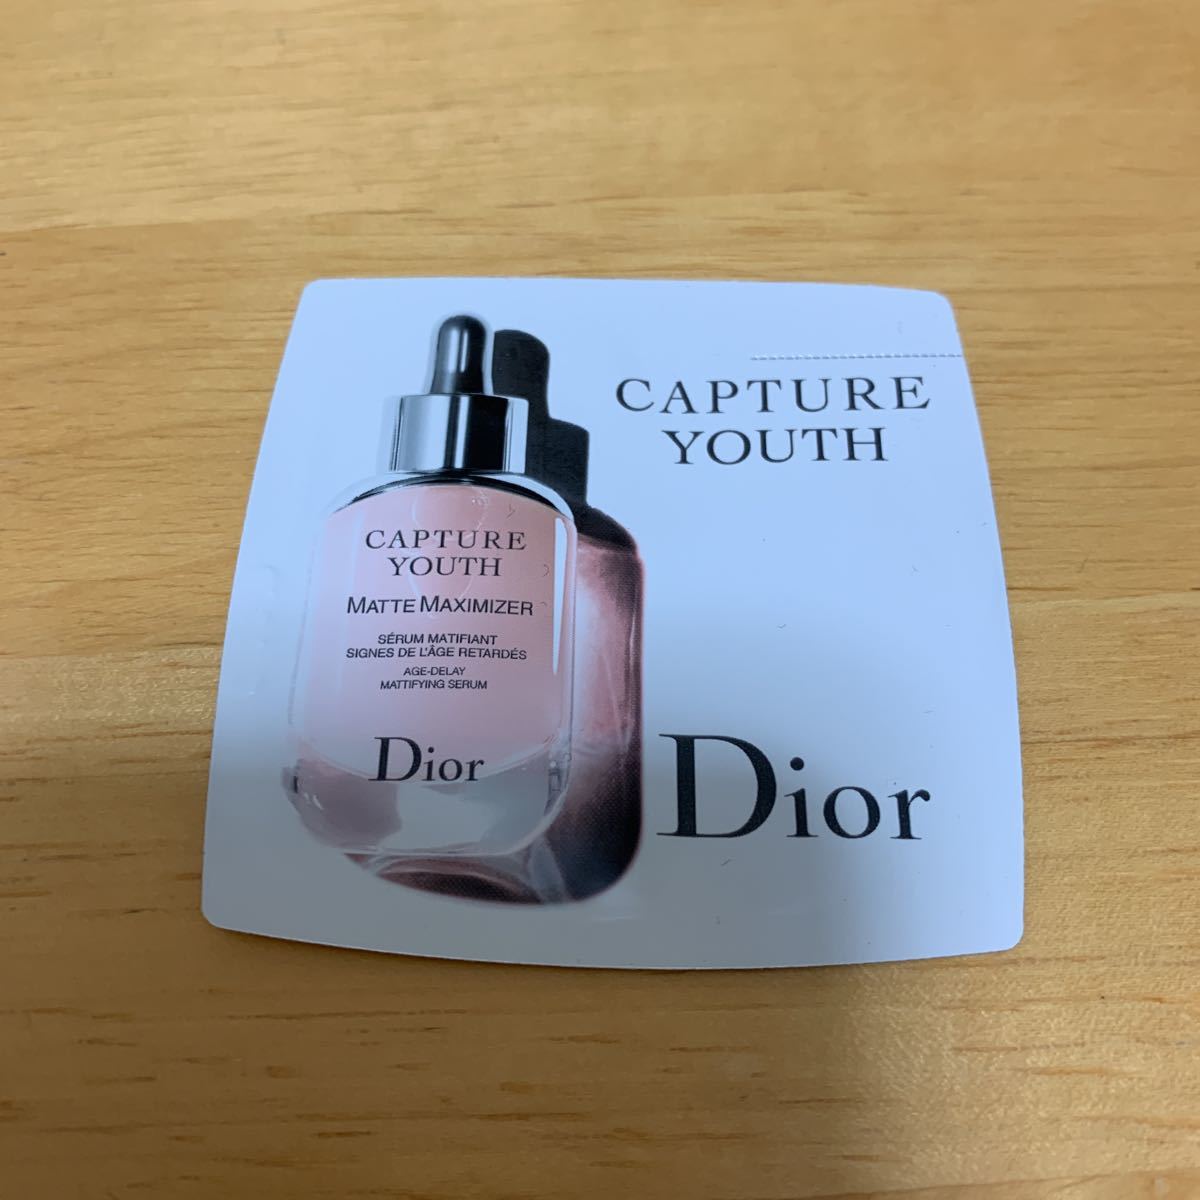 CAPTURE
YOUTH
CAPTURE
YOUTH
MATTE MAXIMIZER
SÉRUM MATIFIANT
SIGNES DE L'ÂGE RETARDÉS
AGE-DELAY
MATTIFYING SERUM
Dior
Dior